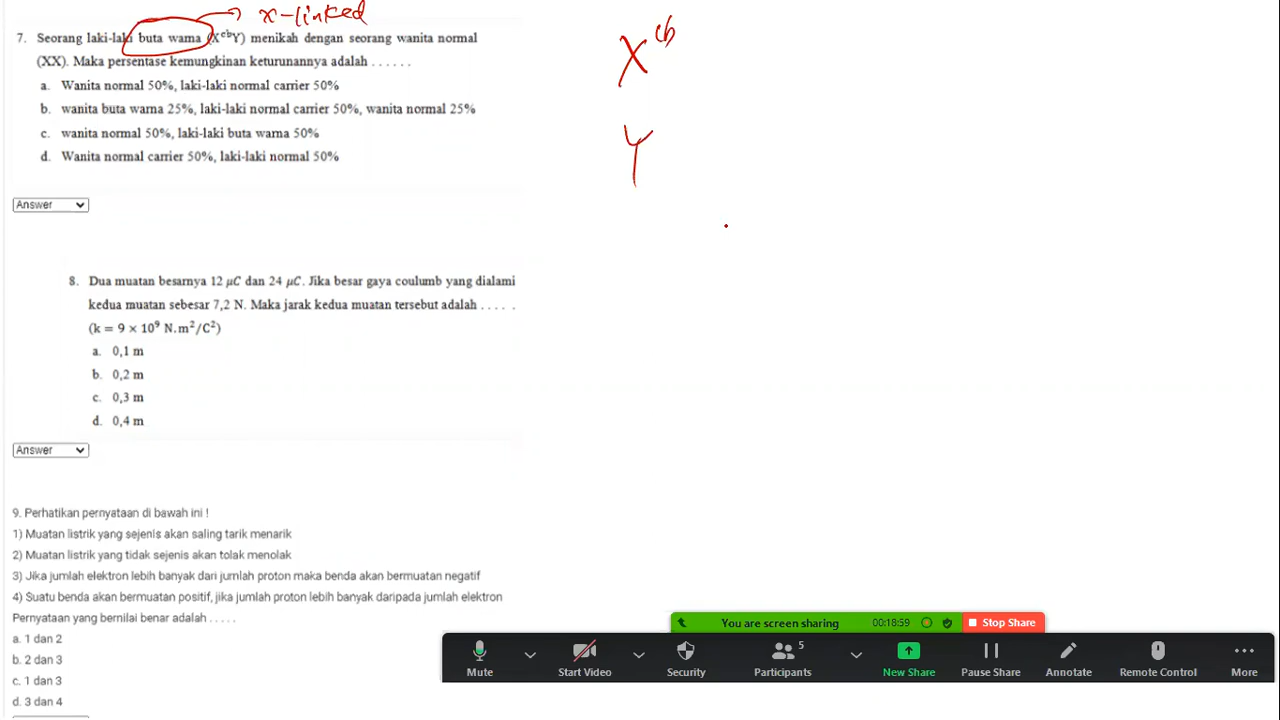 x-linked
7. Seorang laki-laki buta warna (XᶜᵇY) menikah dengan seorang wanita normal
(XX). Maka persentase kemungkinan keturunannya adalah . . . . . .
a. Wanita normal 50%, laki-laki normal carrier 50%
b. wanita buta warna 25%, laki-laki normal carrier 50%, wanita normal 25%
c. wanita normal 50%, laki-laki buta warna 50%
d. Wanita normal carrier 50%, laki-laki normal 50%
Answer
Xᶜᵇ
Y
8. Dua muatan besarnya 12 μC dan 24 μC. Jika besar gaya coulumb yang dialami
kedua muatan sebesar 7,2 N. Maka jarak kedua muatan tersebut adalah . . . . .
(k = 9 × 10⁹ N.m²/C²)
a. 0,1 m
b. 0,2 m
c. 0,3 m
d. 0,4 m
Answer
9. Perhatikan pernyataan di bawah ini !
1) Muatan listrik yang sejenis akan saling tarik menarik
2) Muatan listrik yang tidak sejenis akan tolak menolak
3) Jika jumlah elektron lebih banyak dari jumlah proton maka benda akan bermuatan negatif
4) Suatu benda akan bermuatan positif, jika jumlah proton lebih banyak daripada jumlah elektron
Pernyataan yang bernilai benar adalah . . . . .
a. 1 dan 2
b. 2 dan 3
c. 1 dan 3
d. 3 dan 4
You are screen sharing 00:18:59 Stop Share
Mute Start Video Security Participants 5 New Share Pause Share Annotate Remote Control More